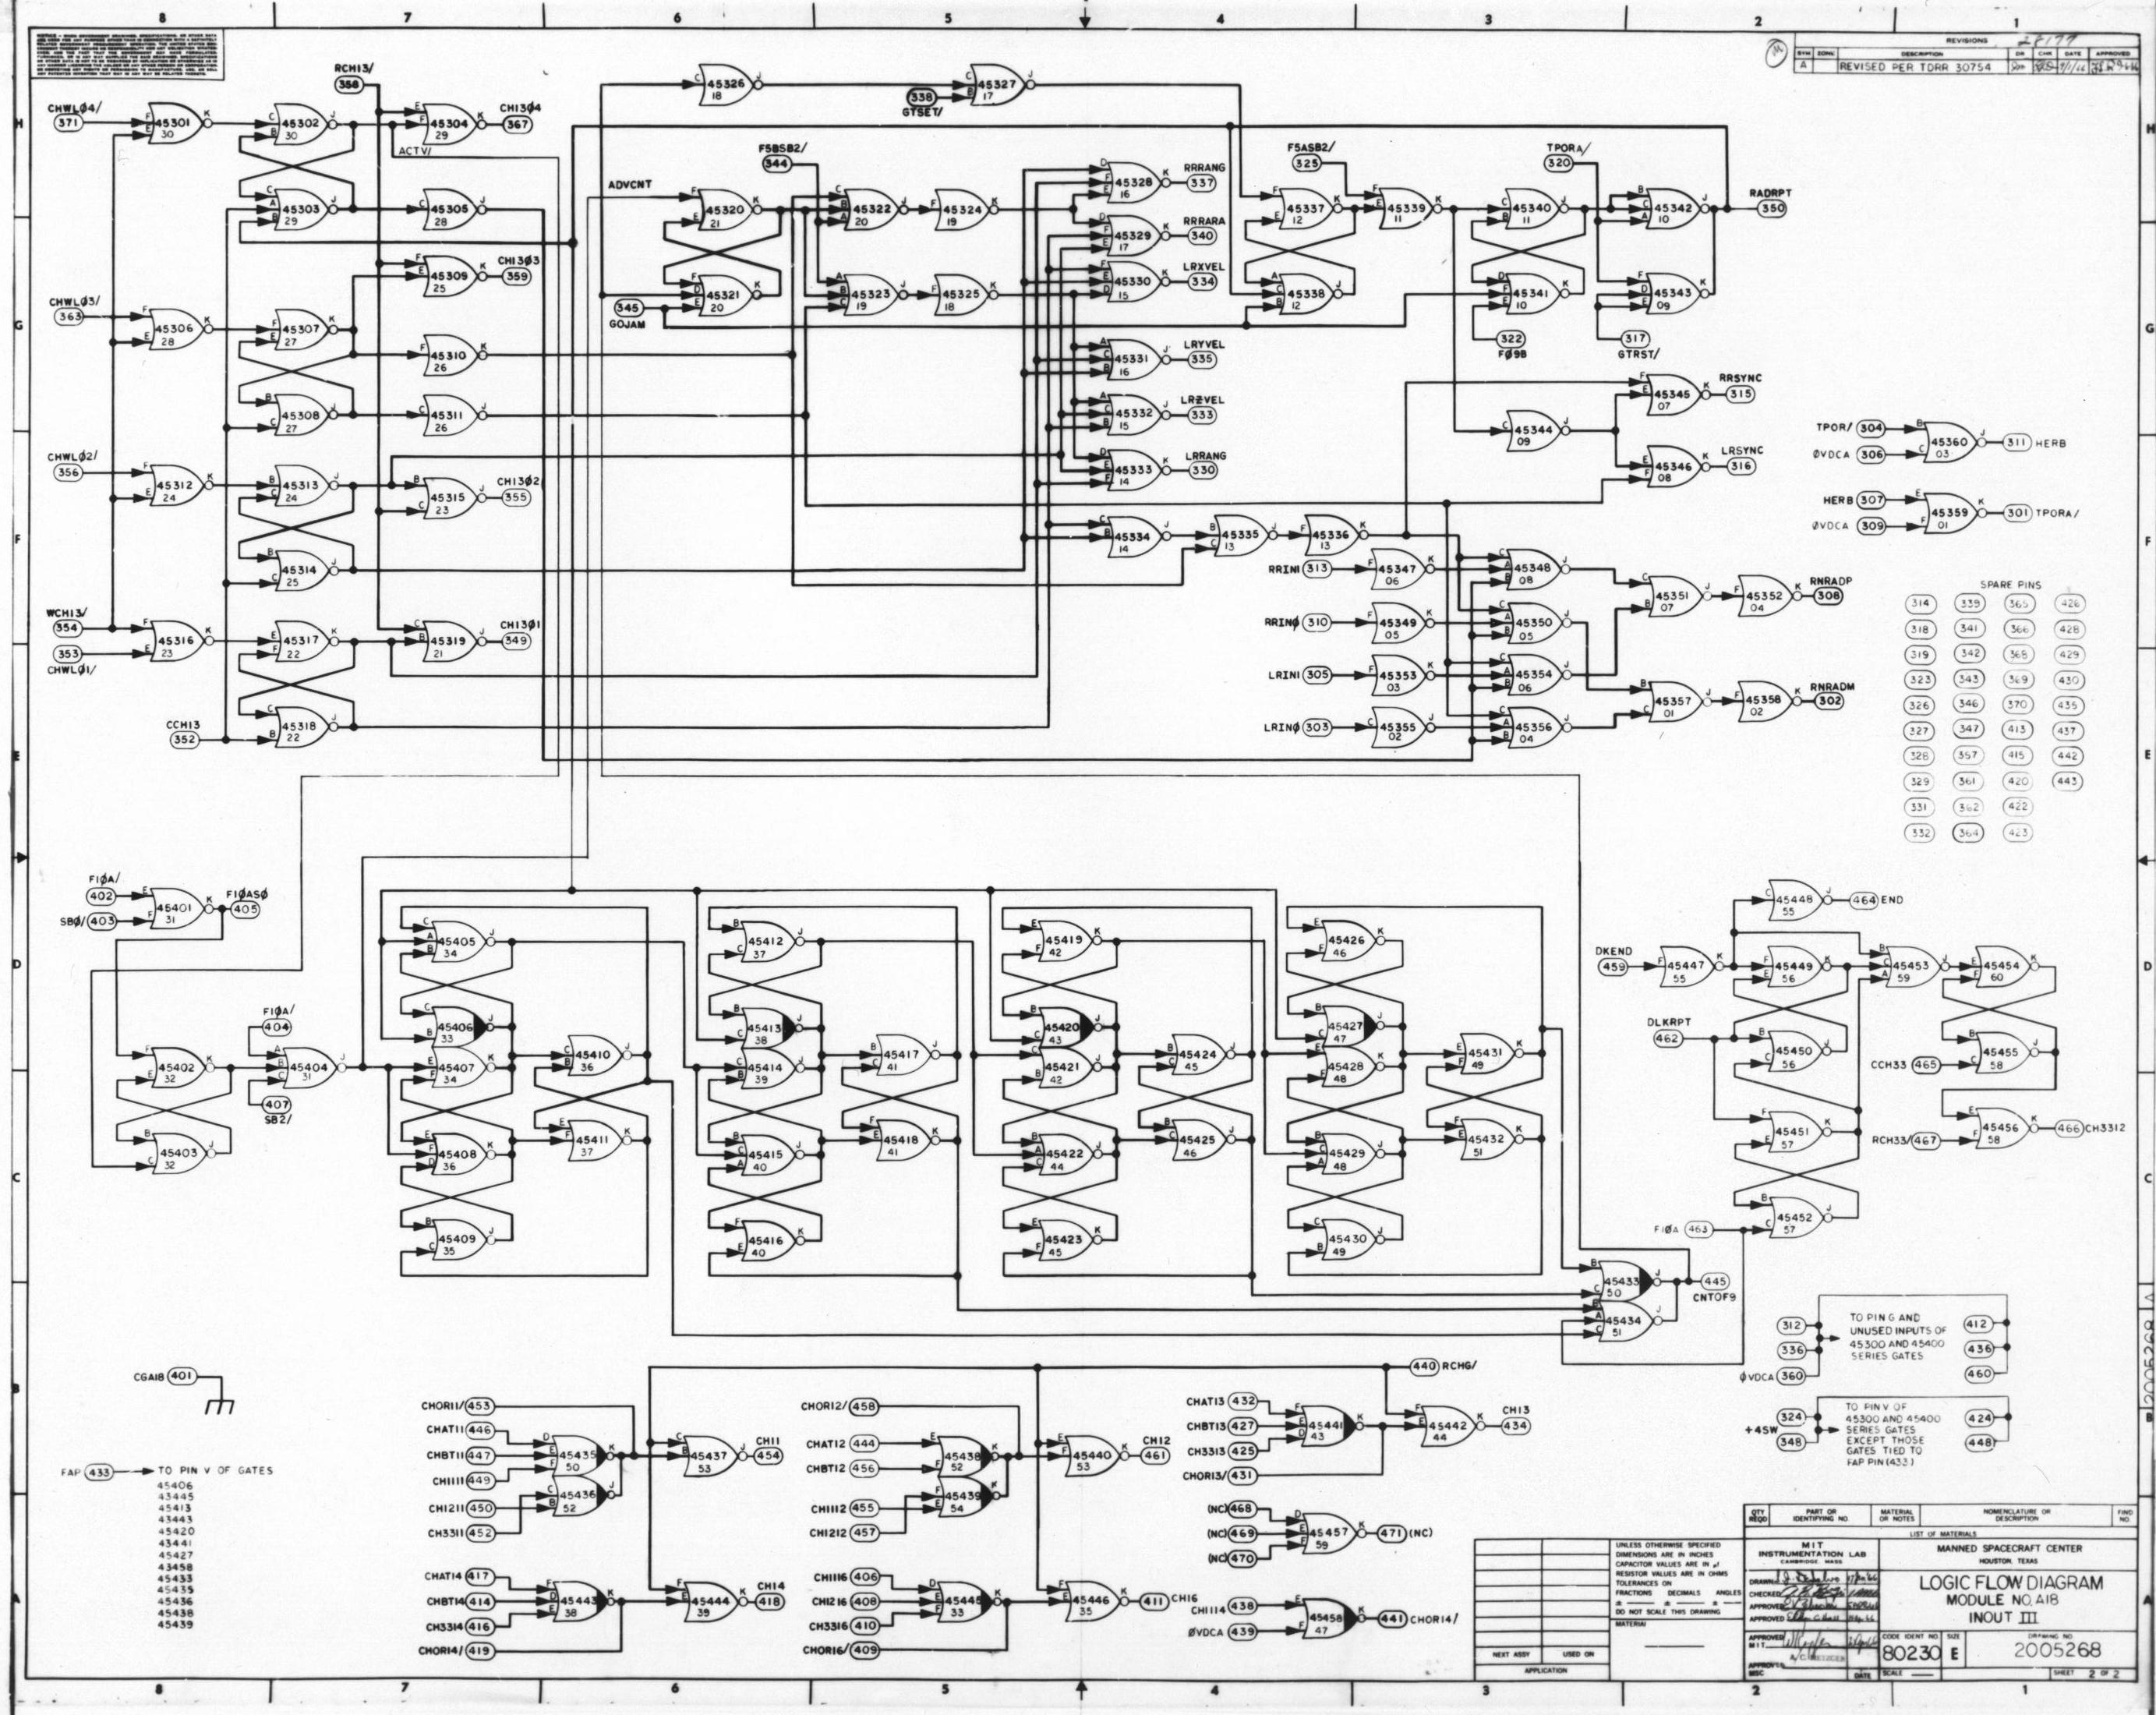 8 7 6 5 4 3 2 1
REVISIONS
28177
SYM ZONE DESCRIPTION DR CHK DATE APPROVED
A REVISED PER TDRR 30754
RCH13/
358
CHWLØ4/
371
45301
30
45302
30
45304
29
CH13Ø4
367
ACTV/
45303
29
45305
28
45309
25
CH13Ø3
359
CHWLØ3/
363
45306
28
45307
27
45310
26
45308
27
45311
26
CHWLØ2/
356
45312
24
45313
24
45315
23
CH13Ø2
355
45314
25
WCH13/
354
353
CHWLØ1/
45316
23
45317
22
45319
21
CH13Ø1
349
CCH13
352
45318
22
45326
18
338
GTSET/
45327
17
F5BSB2/
344
ADVCNT
45320
21
45322
20
45324
19
45321
20
345
GOJAM
45323
19
45325
18
45328
16
RRRANG
337
45329
17
RRRARA
340
45330
15
LRXVEL
334
45331
16
LRYVEL
335
45332
15
LRZVEL
333
45333
14
LRRANG
330
45334
14
45335
13
45336
13
F5ASB2/
325
45337
12
45339
11
45338
12
TPORA/
320
45340
11
45342
10
RADRPT
350
45341
10
45343
09
322
FØ9B
317
GTRST/
45345
07
RRSYNC
315
45344
09
45346
08
LRSYNC
316
RRIN1 313
45347
06
45348
08
RRINØ 310
45349
05
45350
05
LRIN1 305
45353
03
45354
06
LRINØ 303
45355
02
45356
04
45351
07
45352
04
RNRADP
308
45357
01
45358
02
RNRADM
302
TPOR/ 304
ØVDCA 306
45360
03
311 HERB
HERB 307
ØVDCA 309
45359
01
301 TPORA/
SPARE PINS
314 339 365 426
318 341 366 428
319 342 368 429
323 343 369 430
326 346 370 435
327 347 413 437
328 357 415 442
329 361 420 443
331 362 422
332 364 423
F1ØA/
402
SBØ/ 403
45401
31
F1ØASØ
405
F1ØA/
404
45402
32
45404
31
407
SB2/
45403
32
45405
34
45406
33
45407
34
45410
36
45408
36
45411
37
45409
35
45412
37
45413
38
45414
39
45417
41
45415
40
45418
41
45416
40
45419
42
45420
43
45421
42
45424
45
45422
44
45425
46
45423
45
45426
46
45427
47
45428
48
45431
49
45429
48
45432
51
45430
49
45433
50
45434
51
445
CNTOF9
45448
55
464 END
DKEND
459
45447
55
45449
56
45453
59
45454
60
DLKRPT
462
45450
56
CCH33 465
45455
58
45451
57
RCH33/ 467
45456
58
466 CH3312
F1ØA 463
45452
57
312
336
ØVDCA 360
TO PIN G AND
UNUSED INPUTS OF
45300 AND 45400
SERIES GATES
412
436
460
324
+4SW
348
TO PIN V OF
45300 AND 45400
SERIES GATES
EXCEPT THOSE
GATES TIED TO
FAP PIN (433)
424
448
CGA18 401
FAP 433 TO PIN V OF GATES
45406
43445
45413
43443
45420
43441
45427
43458
45433
45435
45436
45438
45439
CHOR11/ 453
CHAT11 446
CHBT11 447
CH1111 449
CH1211 450
CH3311 452
45435
50
45436
52
45437
53
CH11
454
CHOR12/ 458
CHAT12 444
CHBT12 456
CH1112 455
CH1212 457
45438
52
45439
54
45440
53
CH12
461
440 RCHG/
CHAT13 432
CHBT13 427
CH3313 425
CHOR13/ 431
45441
43
45442
44
CH13
434
(NC) 468
(NC) 469
(NC) 470
45457
59
471 (NC)
CHAT14 417
CHBT14 414
CH3314 416
CHOR14/ 419
45443
38
45444
39
CH14
418
CH1116 406
CH1216 408
CH3316 410
CHOR16/ 409
45445
33
45446
35
411 CH16
CH1114 438
ØVDCA 439
45458
47
441 CHOR14/
QTY REQD PART OR IDENTIFYING NO. MATERIAL OR NOTES NOMENCLATURE OR DESCRIPTION FIND NO.
LIST OF MATERIALS
UNLESS OTHERWISE SPECIFIED
DIMENSIONS ARE IN INCHES
CAPACITOR VALUES ARE IN
RESISTOR VALUES ARE IN OHMS
TOLERANCES ON
FRACTIONS DECIMALS ANGLES
DO NOT SCALE THIS DRAWING
MATERIAL
NEXT ASSY USED ON
APPLICATION
MIT
INSTRUMENTATION LAB
CAMBRIDGE, MASS
DRAWN
CHECKED
APPROVED
APPROVED
APPROVED
MIT
APPROVED
MSC
DATE
MANNED SPACECRAFT CENTER
HOUSTON, TEXAS
LOGIC FLOW DIAGRAM
MODULE NO. A18
INOUT III
CODE IDENT NO. SIZE DRAWING NO.
80230 E 2005268
SCALE SHEET 2 OF 2
2005268 A
8 7 6 5 4 3 2 1